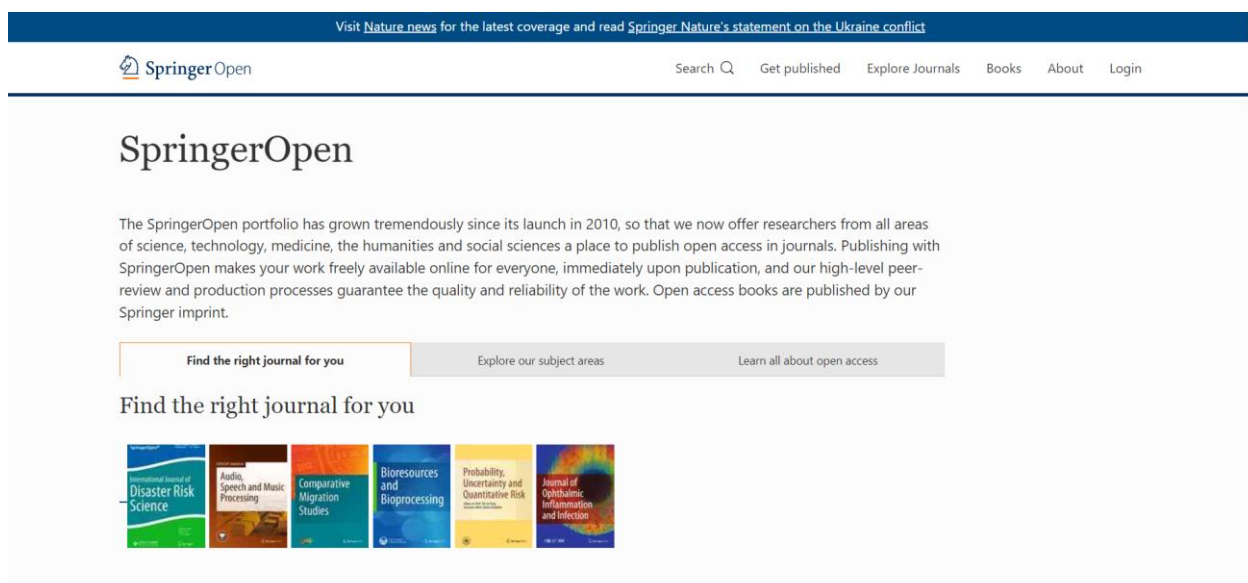 Visit Nature news for the latest coverage and read Springer Nature's statement on the Ukraine conflict
Springer Open
Search Get published Explore Journals Books About Login
SpringerOpen
The SpringerOpen portfolio has grown tremendously since its launch in 2010, so that we now offer researchers from all areas
of science, technology, medicine, the humanities and social sciences a place to publish open access in journals. Publishing with
SpringerOpen makes your work freely available online for everyone, immediately upon publication, and our high-level peer-
review and production processes guarantee the quality and reliability of the work. Open access books are published by our
Springer imprint.
Find the right journal for you
Explore our subject areas
Learn all about open access
Find the right journal for you
International Journal of
Disaster Risk
Science
Audio,
Speech and Music
Processing
Comparative
Migration
Studies
Bioresources
and
Bioprocessing
Probability,
Uncertainty and
Quantitative Risk
Journal of
Ophthalmic
Inflammation
and Infection